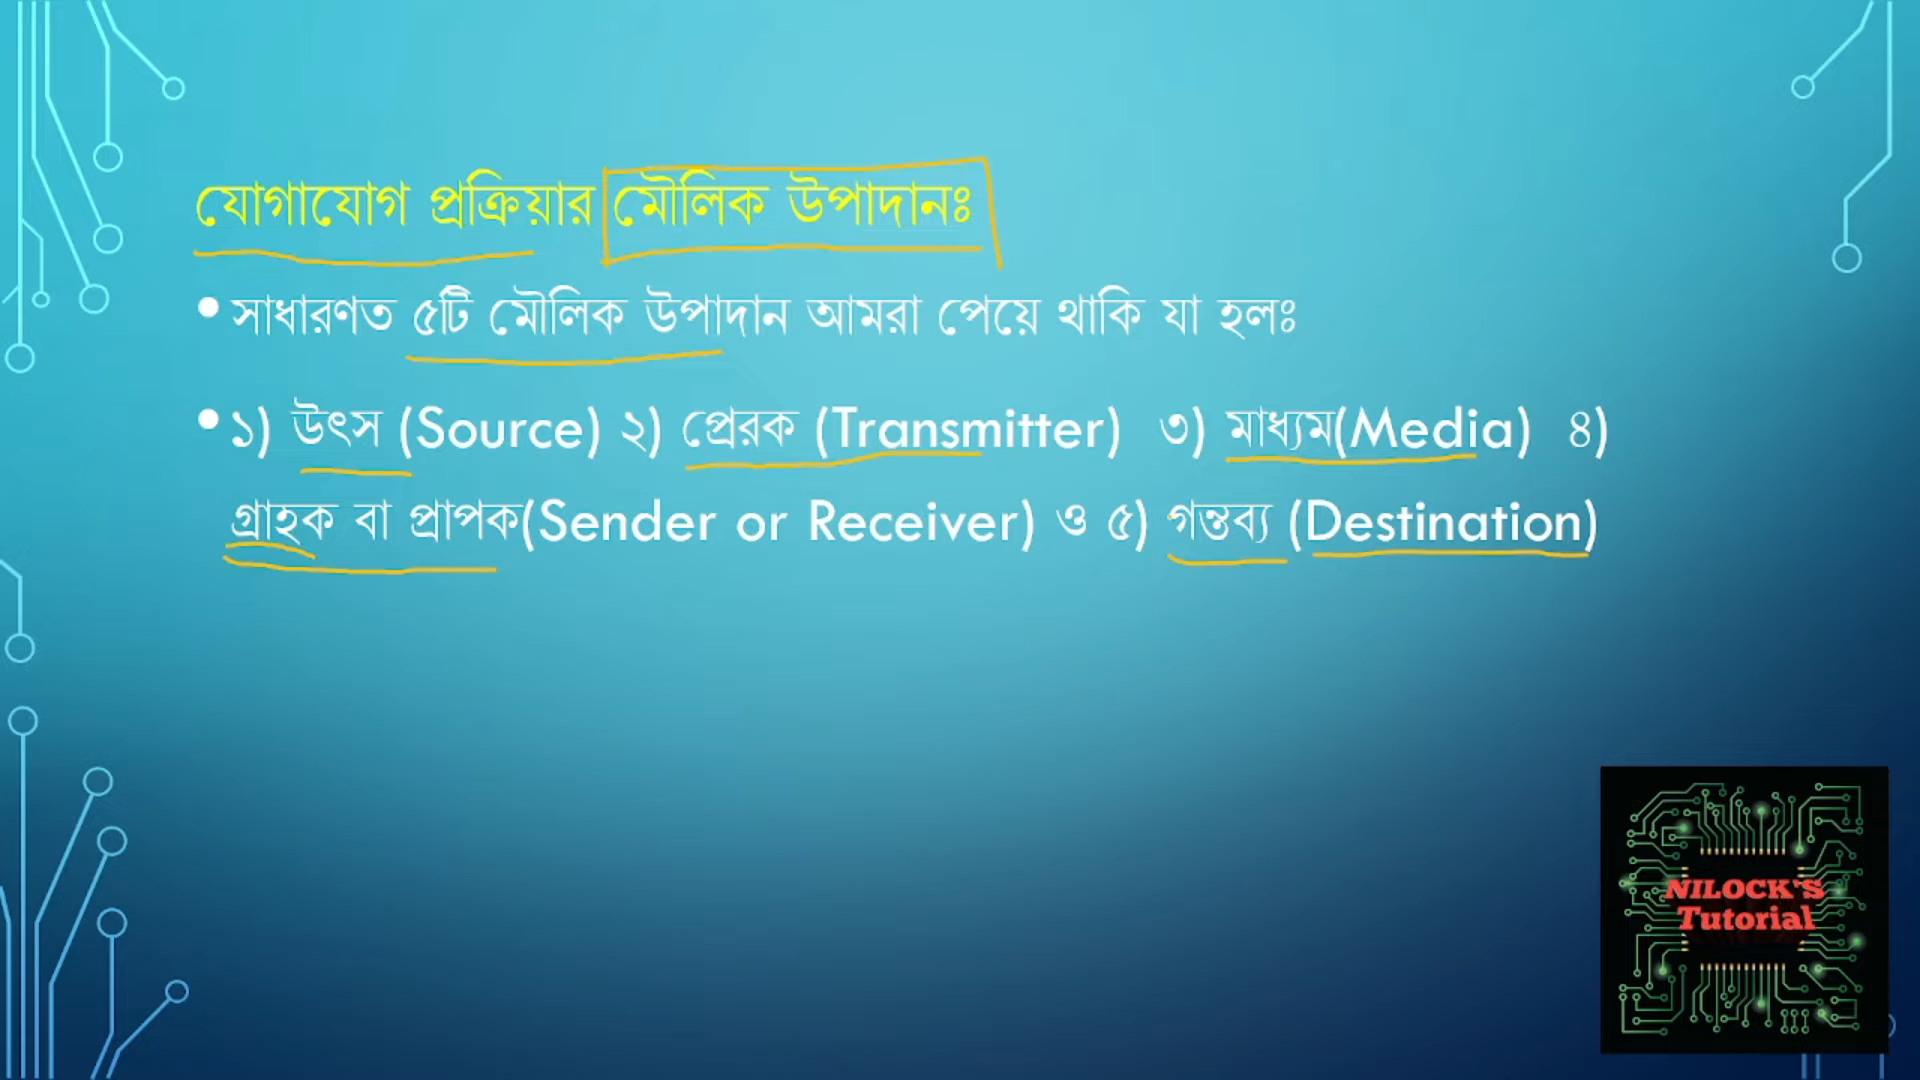 যোগাযোগ প্রক্রিয়ার মৌলিক উপাদানঃ
• সাধারণত ৫টি মৌলিক উপাদান আমরা পেয়ে থাকি যা হলঃ
• ১) উৎস (Source) ২) প্রেরক (Transmitter) ৩) মাধ্যম(Media) ৪)
গ্রাহক বা প্রাপক(Sender or Receiver) ও ৫) গন্তব্য (Destination)
NILOCK'S
Tutorial